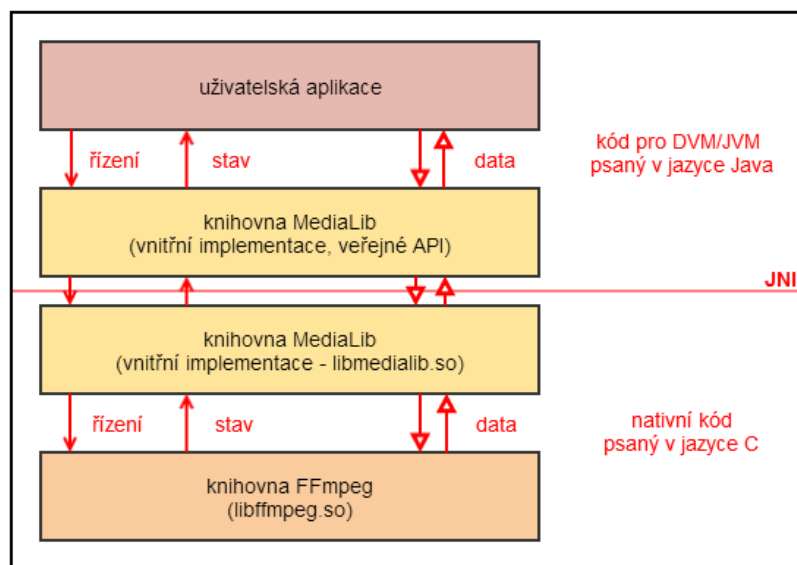 uživatelská aplikace
řízení
stav
data
kód pro DVM/JVM
psaný v jazyce Java
knihovna MediaLib
(vnitřní implementace, veřejné API)
JNI
knihovna MediaLib
(vnitřní implementace - libmedialib.so)
řízení
stav
data
nativní kód
psaný v jazyce C
knihovna FFmpeg
(libffmpeg.so)